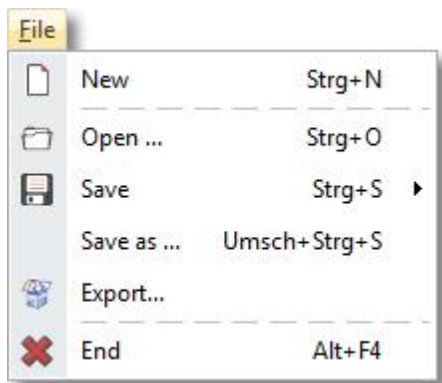 File
New Strg+N
Open ... Strg+O
Save Strg+S
Save as ... Umsch+Strg+S
Export...
End Alt+F4